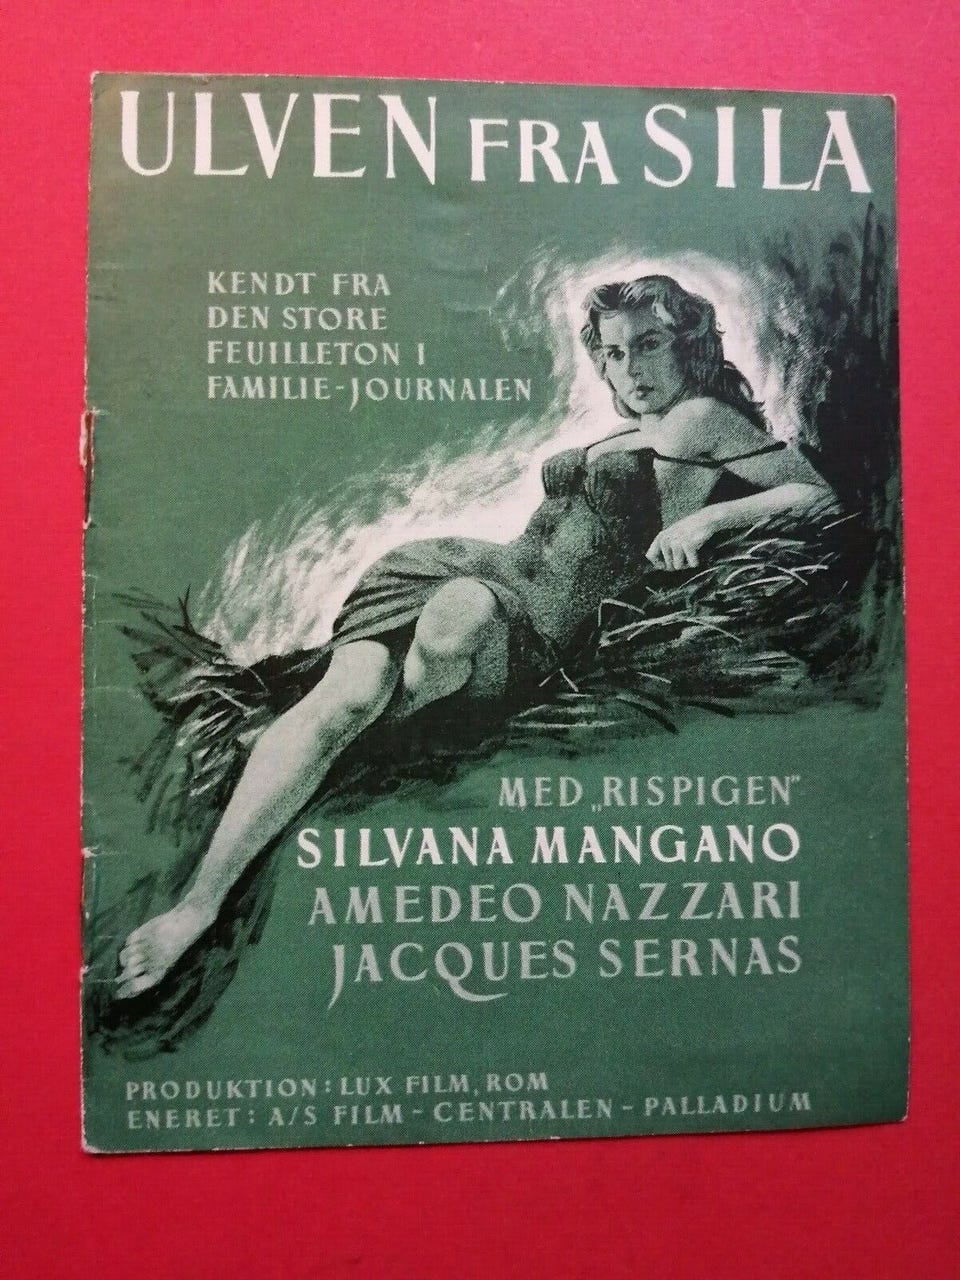 ULVEN FRA SILA
KENDT FRA
DEN STORE
FEUILLETON I
FAMILIE-JOURNALEN
MED „RISPIGEN”
SILVANA MANGANO
AMEDEO NAZZARI
JACQUES SERNAS
PRODUKTION: LUX FILM, ROM
ENERET: A/S FILM - CENTRALEN - PALLADIUM